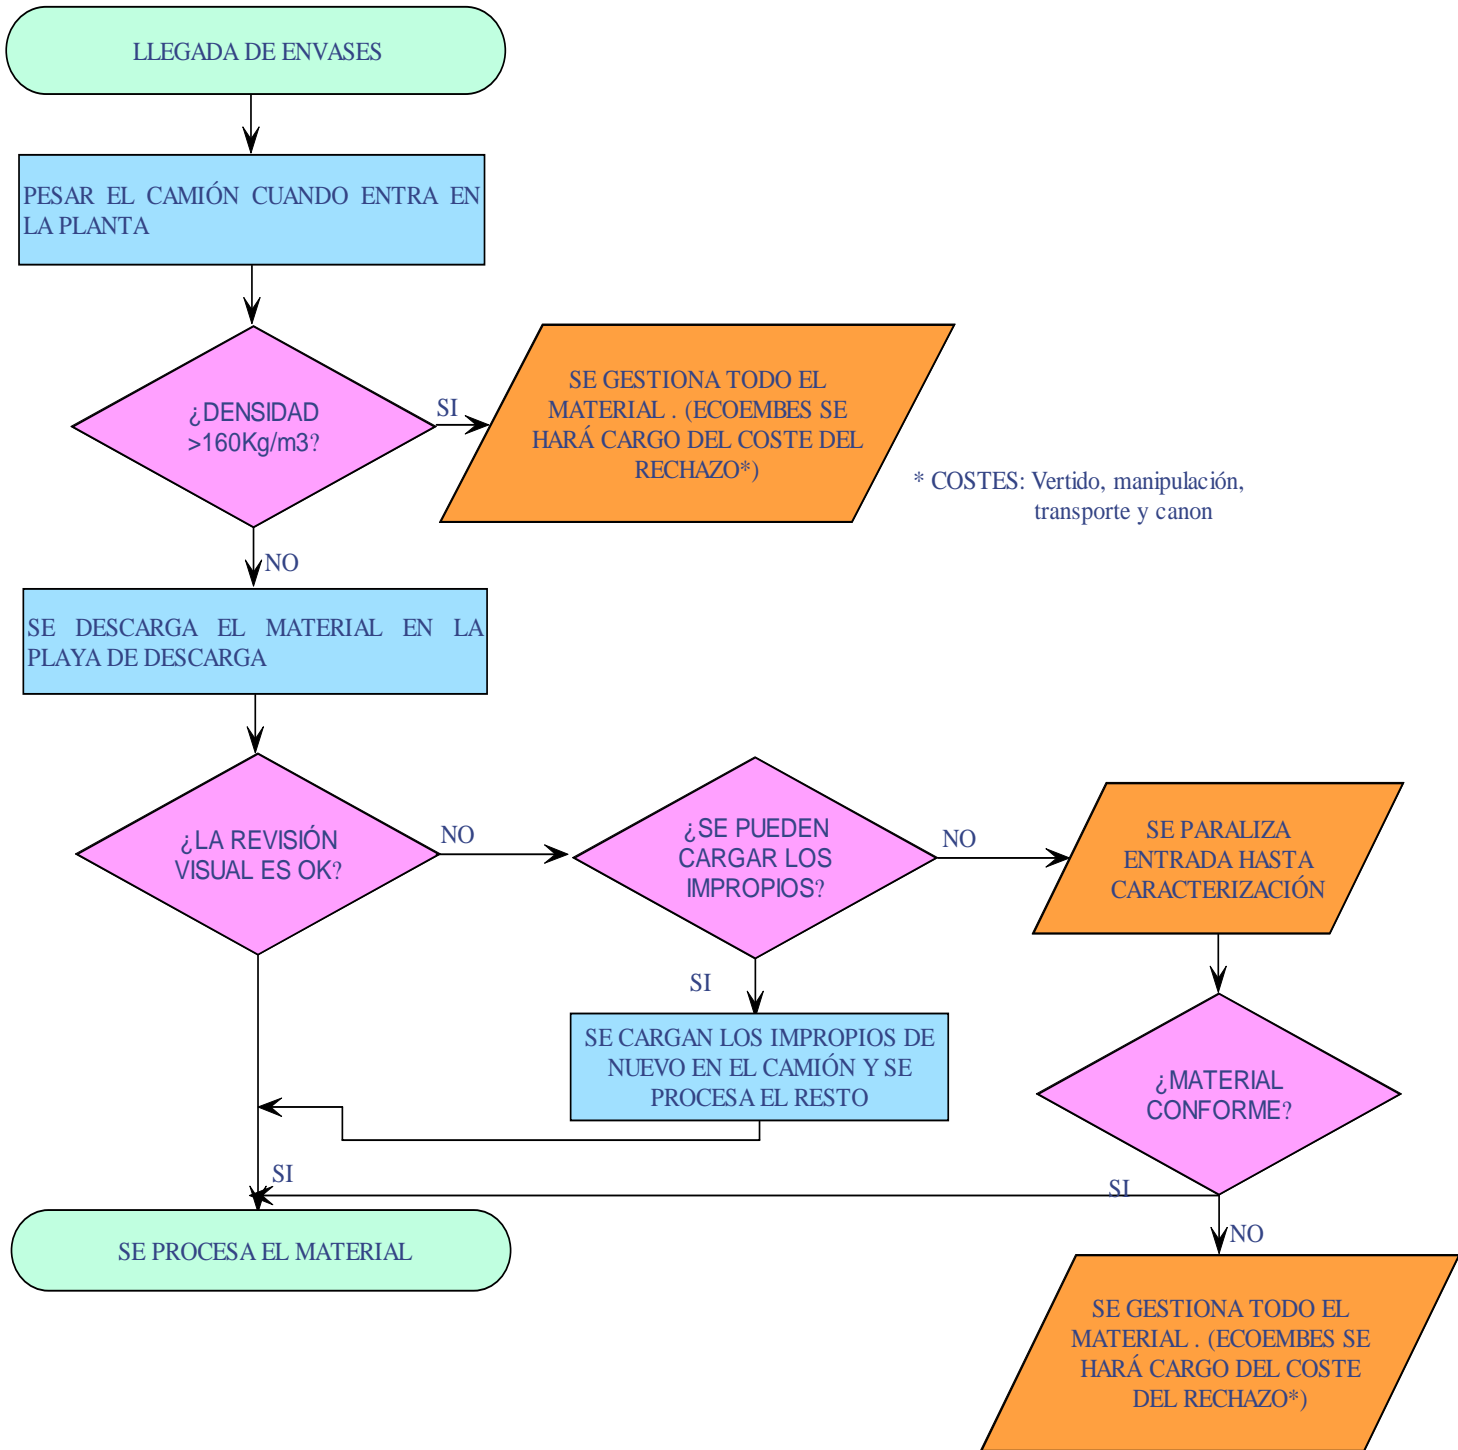 LLEGADA DE ENVASES
PESAR EL CAMIÓN CUANDO ENTRA EN
LA PLANTA
¿DENSIDAD
>160Kg/m3?
SI
SE GESTIONA TODO EL
MATERIAL . (ECOEMBES SE
HARÁ CARGO DEL COSTE DEL
RECHAZO*)
* COSTES: Vertido, manipulación,
transporte y canon
NO
SE DESCARGA EL MATERIAL EN LA
PLAYA DE DESCARGA
¿LA REVISIÓN
VISUAL ES OK?
NO
¿SE PUEDEN
CARGAR LOS
IMPROPIOS?
NO
SE PARALIZA
ENTRADA HASTA
CARACTERIZACIÓN
SI
SE CARGAN LOS IMPROPIOS DE
NUEVO EN EL CAMIÓN Y SE
PROCESA EL RESTO
¿MATERIAL
CONFORME?
SI
SI
NO
SE PROCESA EL MATERIAL
SE GESTIONA TODO EL
MATERIAL . (ECOEMBES SE
HARÁ CARGO DEL COSTE
DEL RECHAZO*)